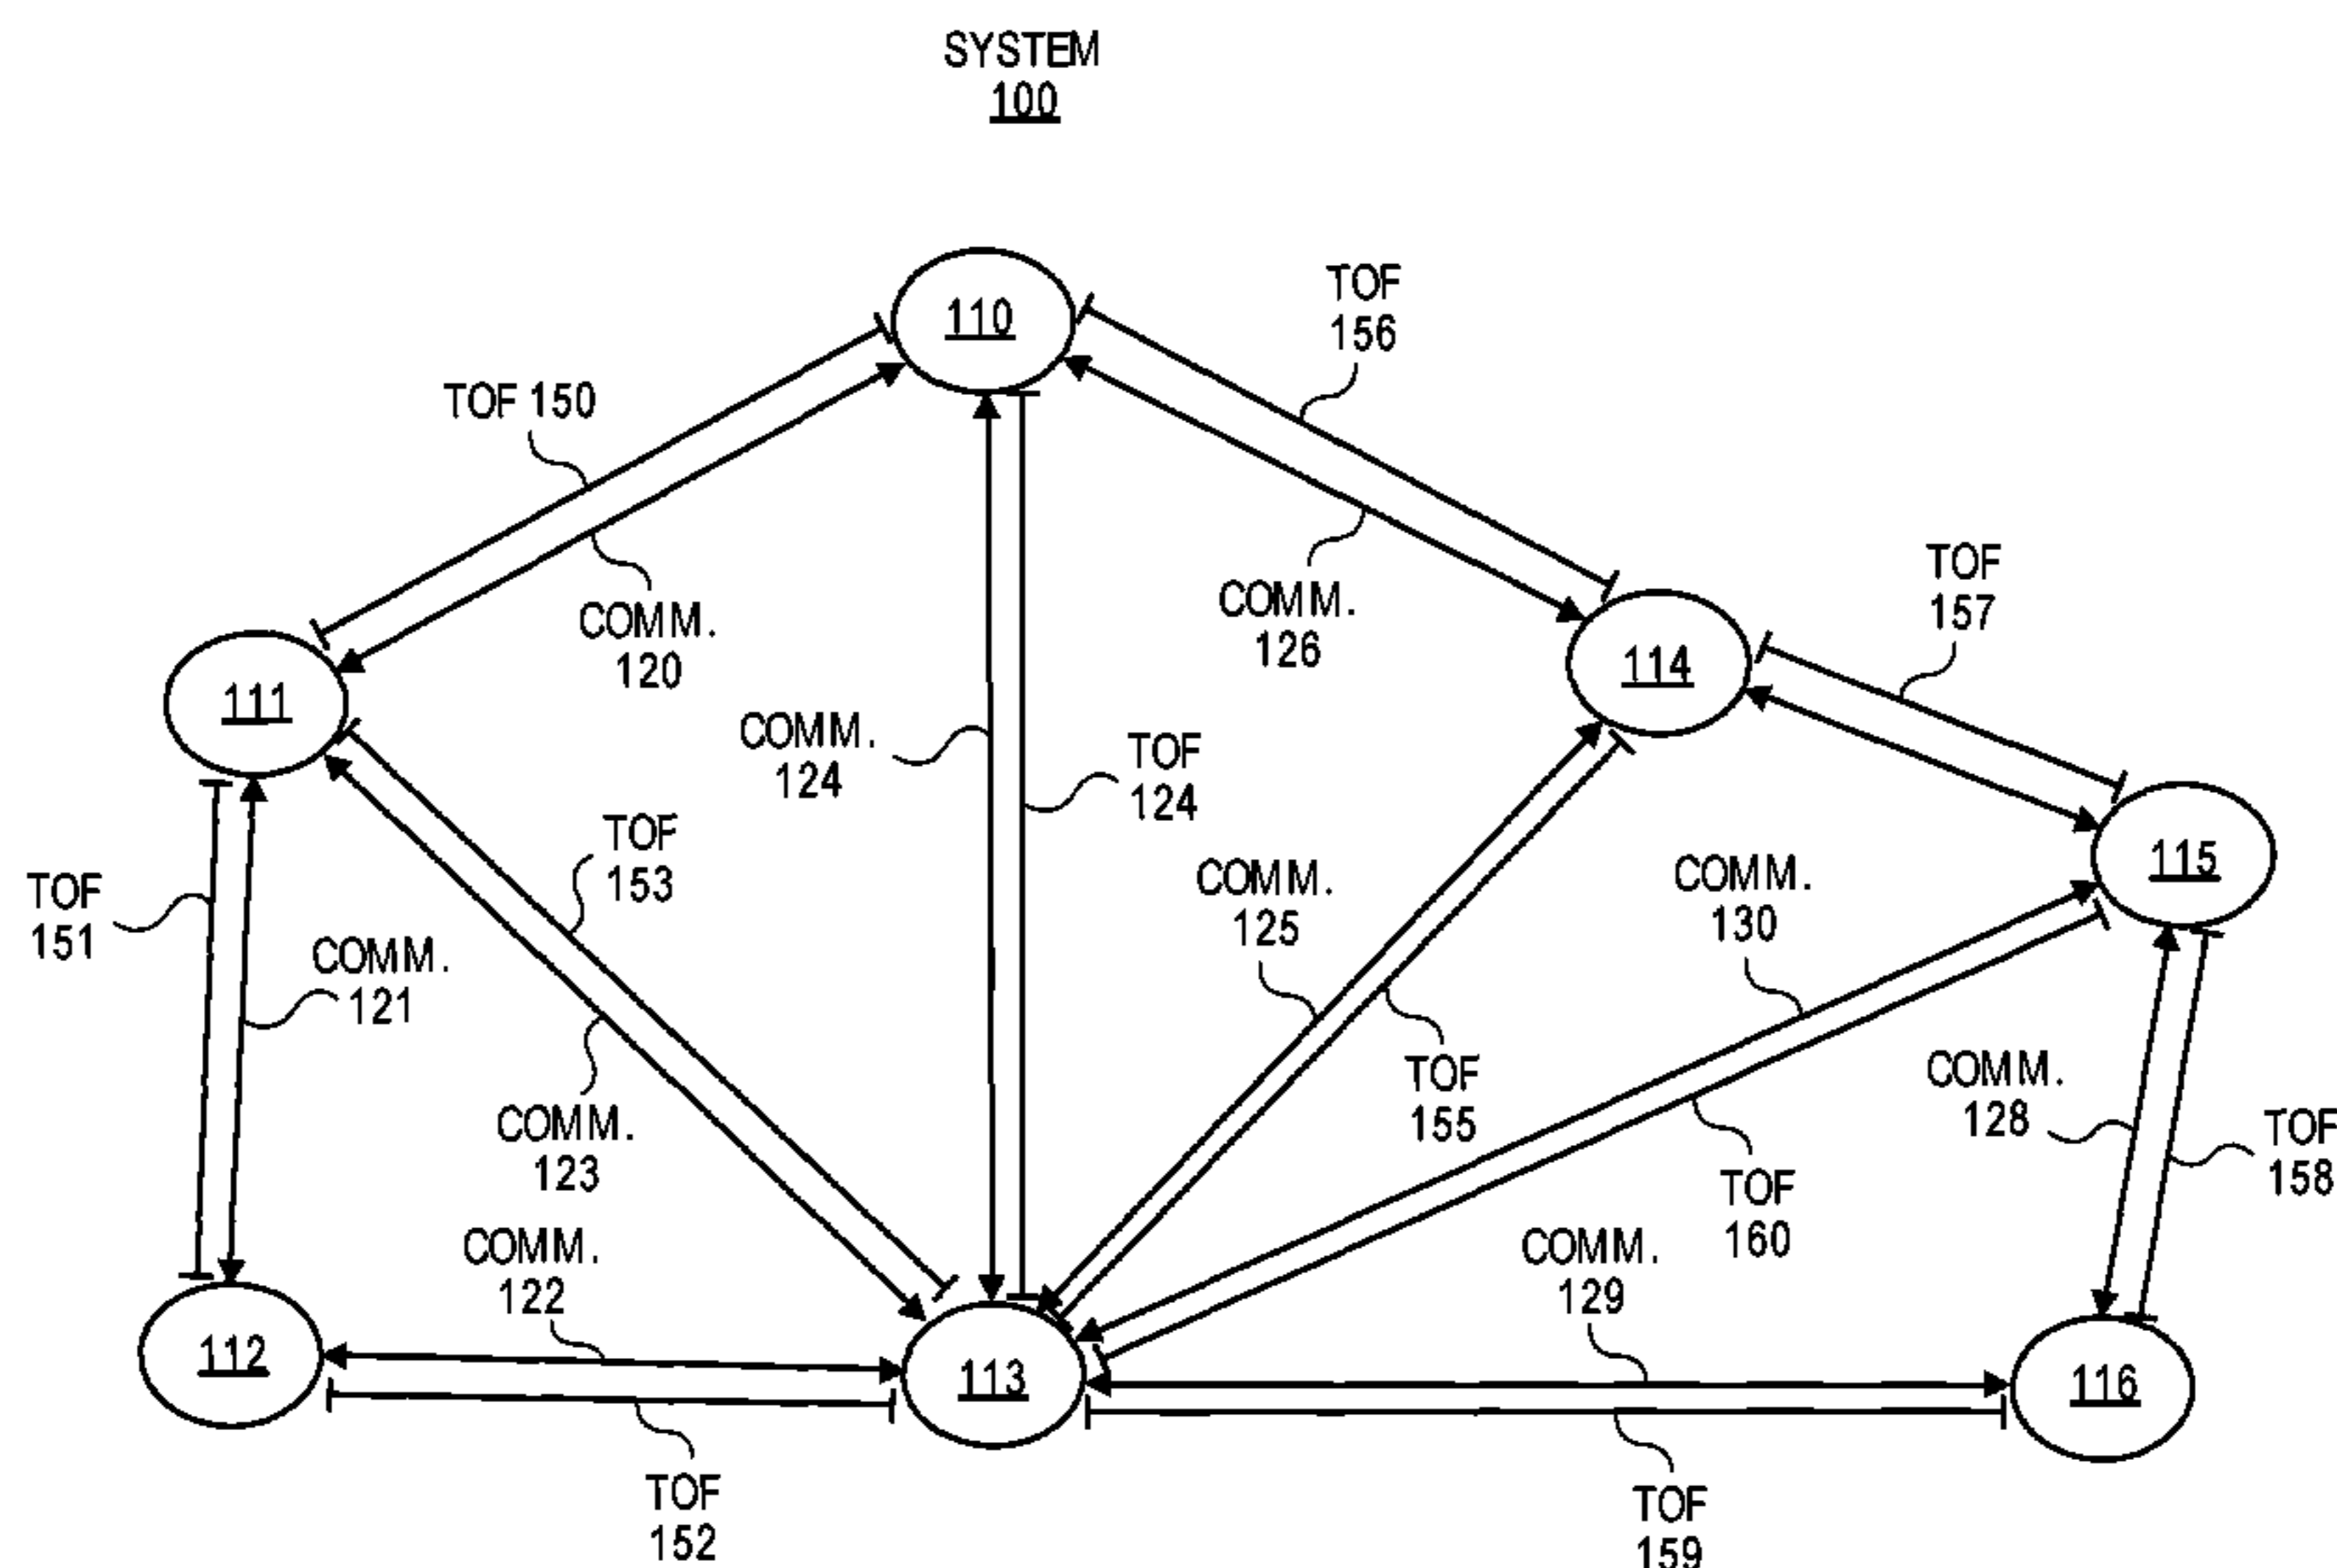 SYSTEM
100
TOF
156
110
TOF 150
TOF
157
COMM.
120
COMM.
126
114
111
COMM.
124
TOF
124
TOF
153
115
COMM.
125
COMM.
130
TOF
151
COMM.
121
TOF
155
COMM.
128
TOF
158
COMM.
123
TOF
160
COMM.
122
COMM.
129
112
113
116
TOF
152
TOF
159